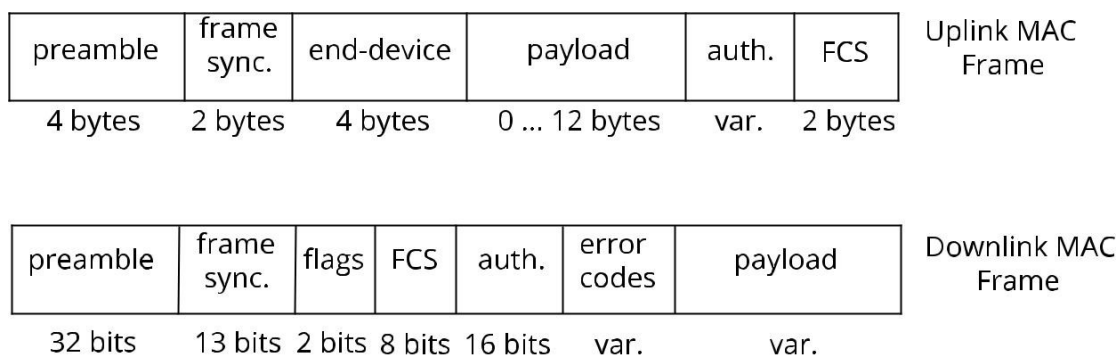 preamble
frame
sync.
end-device
payload
auth.
FCS
Uplink MAC
Frame
4 bytes
2 bytes
4 bytes
0 ... 12 bytes
var.
2 bytes
preamble
frame
sync.
flags
FCS
auth.
error
codes
payload
Downlink MAC
Frame
32 bits
13 bits
2 bits
8 bits
16 bits
var.
var.